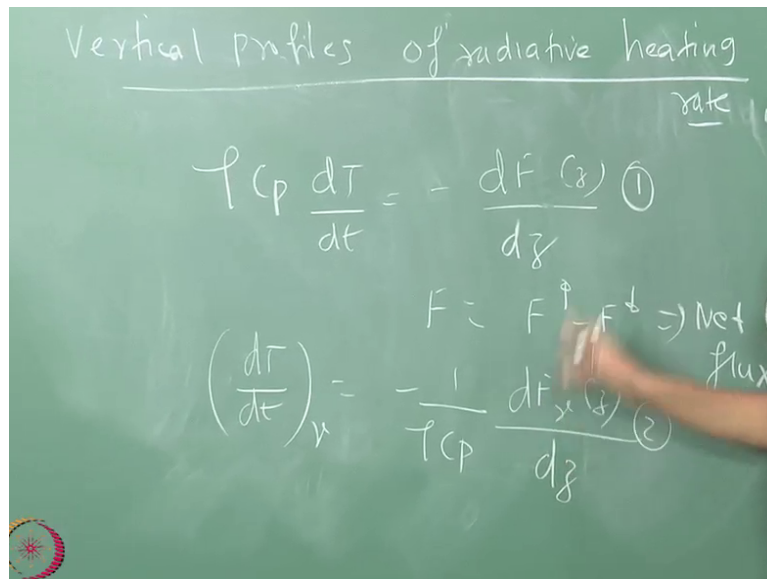 Vertical profiles of radiative heating
rate
ρ Cp dT/dt = - dF(z)/dz ①
F = F↑ - F↓ ⇒ Net
flux
(dT/dt)ᵥ = - 1/ρCp dFᵥ(z)/dz ②